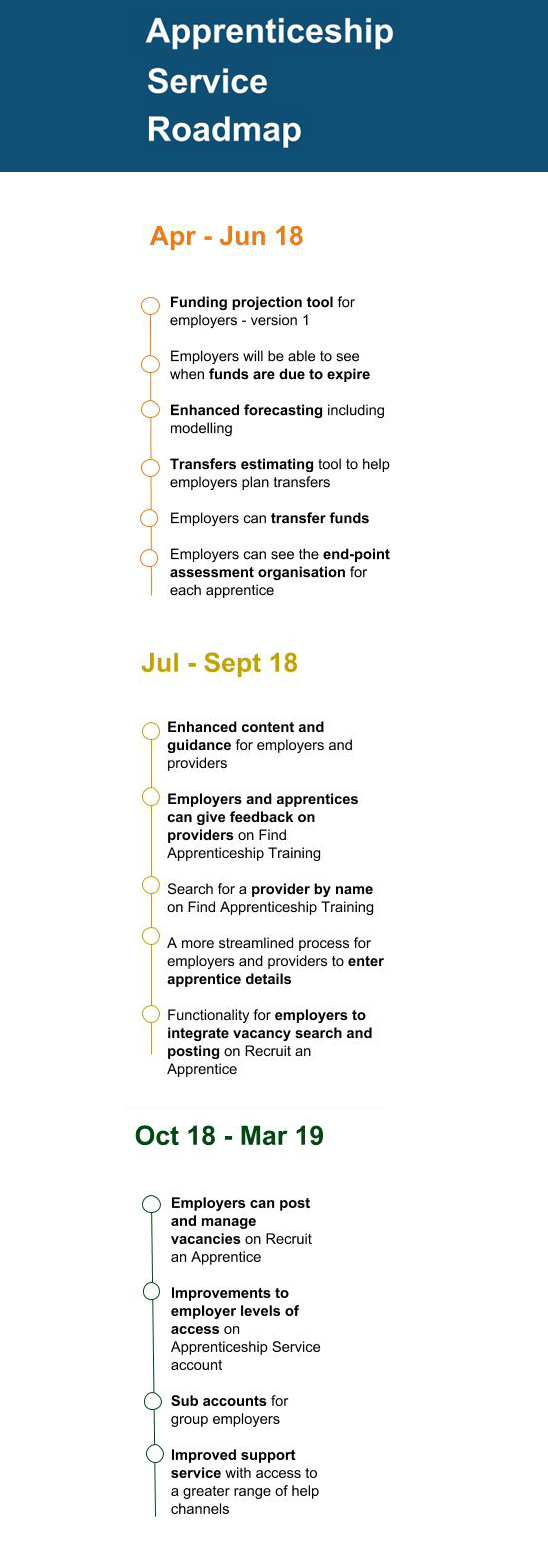 Apprenticeship
Service
Roadmap
Apr - Jun 18
Funding projection tool for
employers - version 1
Employers will be able to see
when funds are due to expire
Enhanced forecasting including
modelling
Transfers estimating tool to help
employers plan transfers
Employers can transfer funds
Employers can see the end-point
assessment organisation for
each apprentice
Jul - Sept 18
Enhanced content and
guidance for employers and
providers
Employers and apprentices
can give feedback on
providers on Find
Apprenticeship Training
Search for a provider by name
on Find Apprenticeship Training
A more streamlined process for
employers and providers to enter
apprentice details
Functionality for employers to
integrate vacancy search and
posting on Recruit an
Apprentice
Oct 18 - Mar 19
Employers can post
and manage
vacancies on Recruit
an Apprentice
Improvements to
employer levels of
access on
Apprenticeship Service
account
Sub accounts for
group employers
Improved support
service with access to
a greater range of help
channels